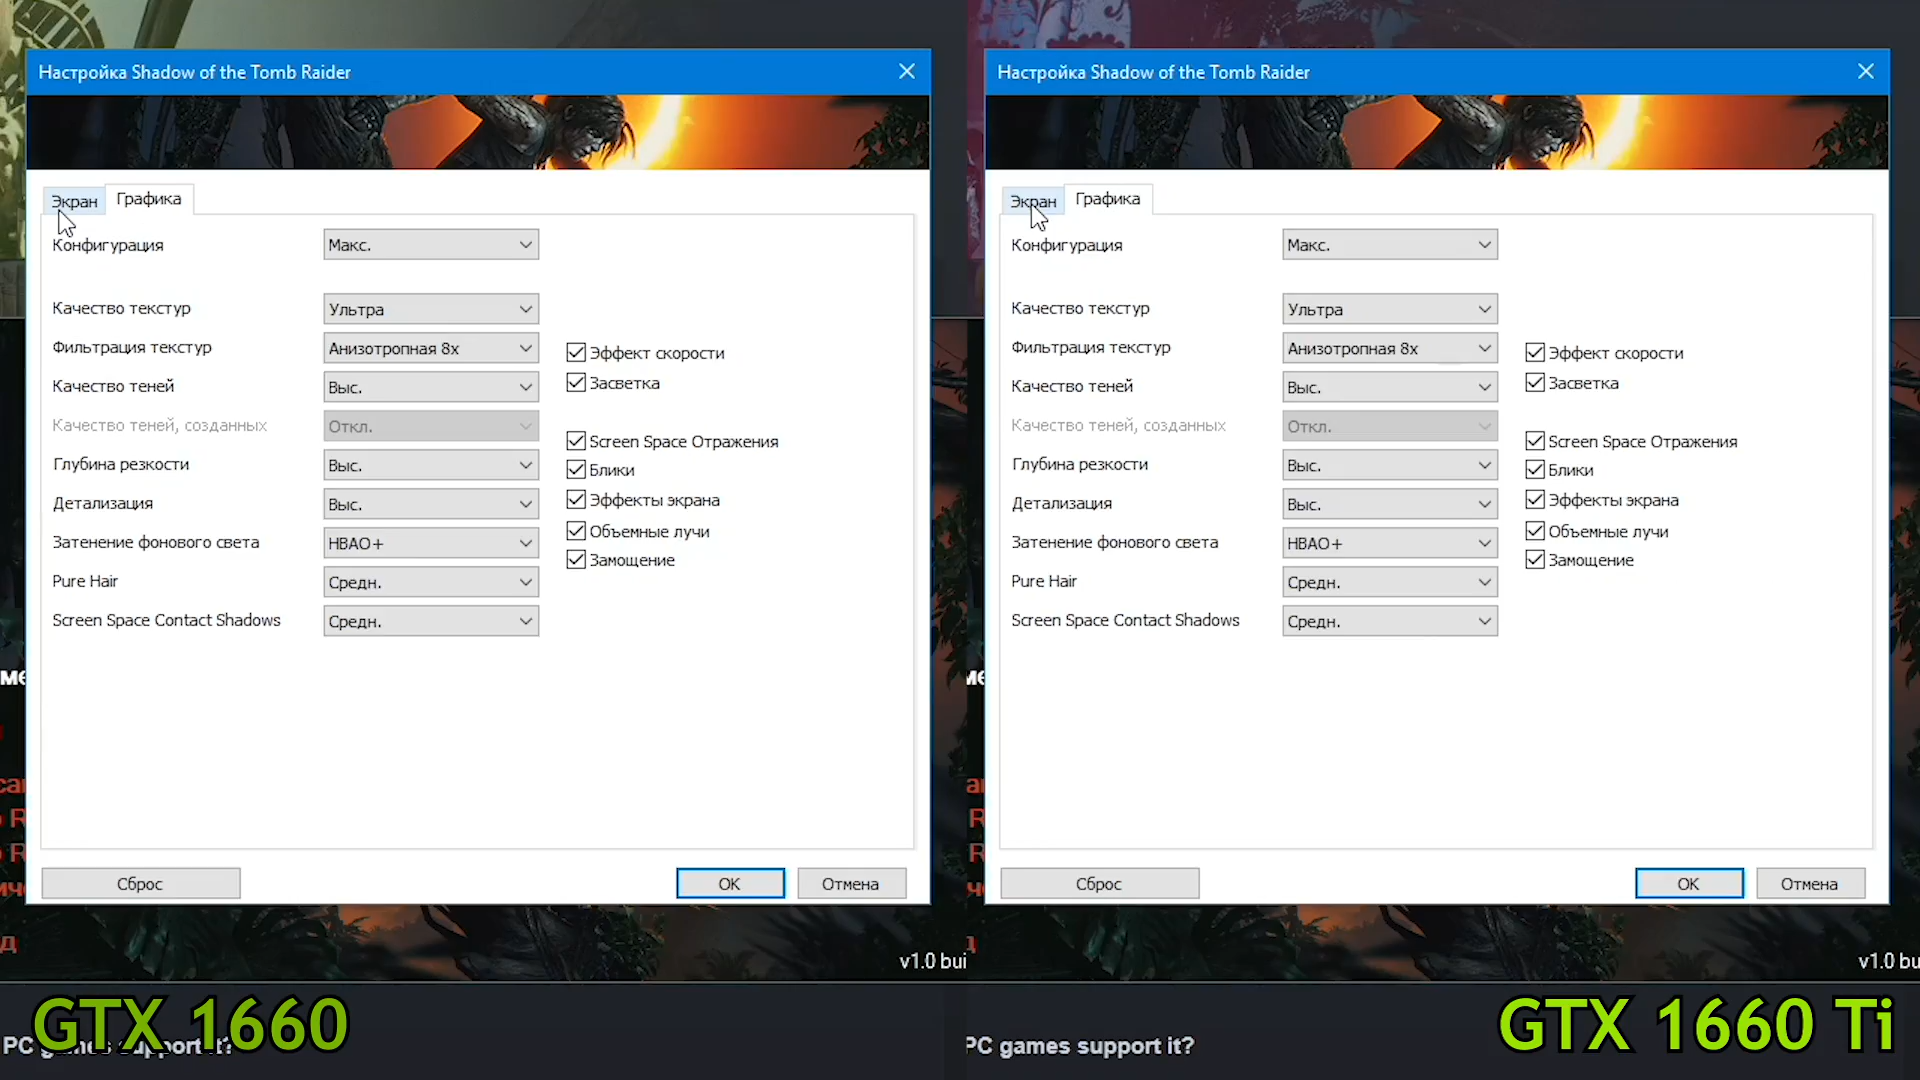 Настройка Shadow of the Tomb Raider
Экран Графика
Конфигурация Макс.
Качество текстур Ультра
Фильтрация текстур Анизотропная 8x
Эффект скорости
Качество теней Выс.
Засветка
Качество теней, созданных Откл.
Screen Space Отражения
Глубина резкости Выс.
Блики
Детализация Выс.
Эффекты экрана
Затенение фонового света HBAO+
Объемные лучи
Замощение
Pure Hair Средн.
Screen Space Contact Shadows Средн.
Сброс OK Отмена
v1.0 bui
GTX 1660
PC games support it?
Настройка Shadow of the Tomb Raider
Экран Графика
Конфигурация Макс.
Качество текстур Ультра
Фильтрация текстур Анизотропная 8x
Эффект скорости
Качество теней Выс.
Засветка
Качество теней, созданных Откл.
Screen Space Отражения
Глубина резкости Выс.
Блики
Детализация Выс.
Эффекты экрана
Затенение фонового света HBAO+
Объемные лучи
Замощение
Pure Hair Средн.
Screen Space Contact Shadows Средн.
Сброс OK Отмена
v1.0 bu
GTX 1660 Ti
PC games support it?